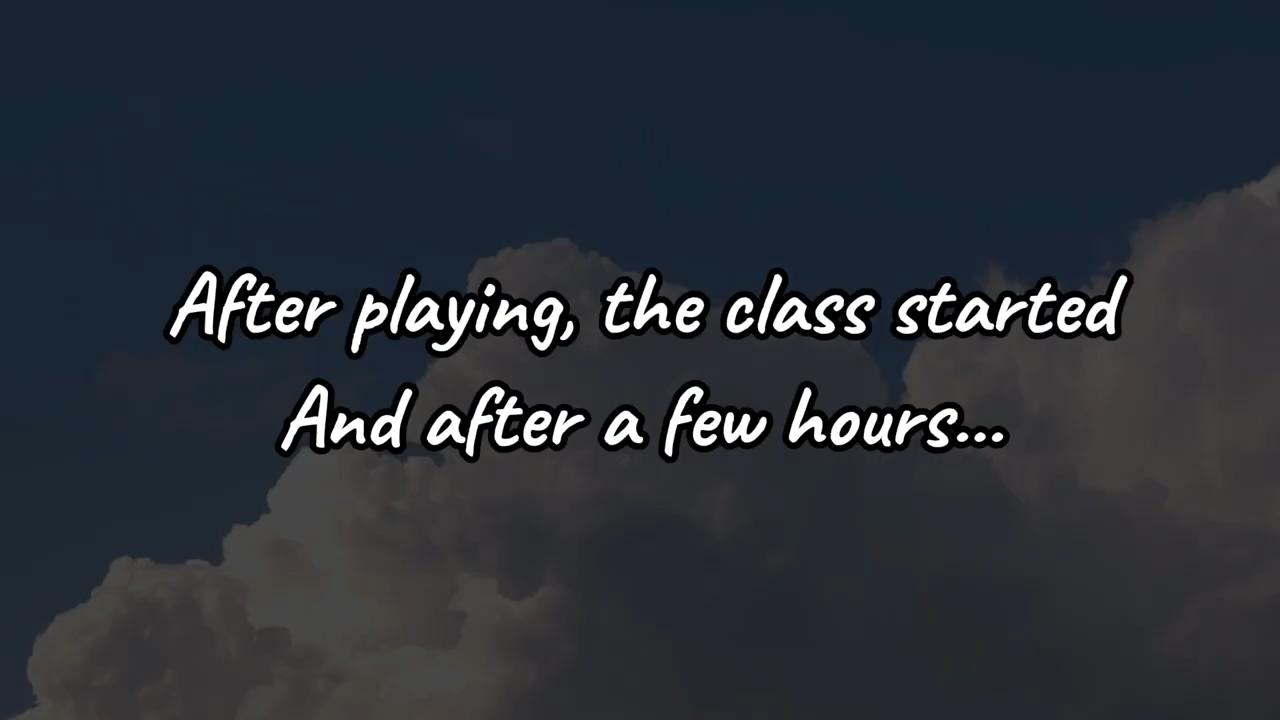 After playing, the class started
And after a few hours...